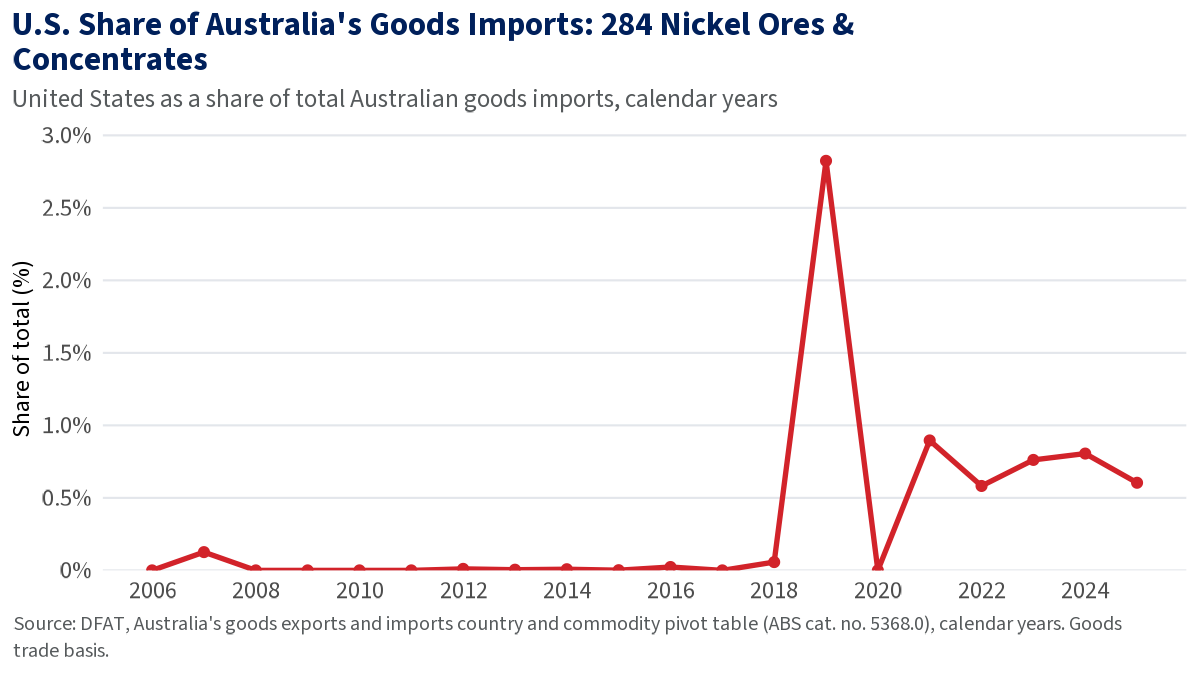 U.S. Share of Australia's Goods Imports: 284 Nickel Ores &
Concentrates
United States as a share of total Australian goods imports, calendar years
Share of total (%)
3.0%
2.5%
2.0%
1.5%
1.0%
0.5%
0%
2006 2008 2010 2012 2014 2016 2018 2020 2022 2024
Source: DFAT, Australia's goods exports and imports country and commodity pivot table (ABS cat. no. 5368.0), calendar years. Goods
trade basis.